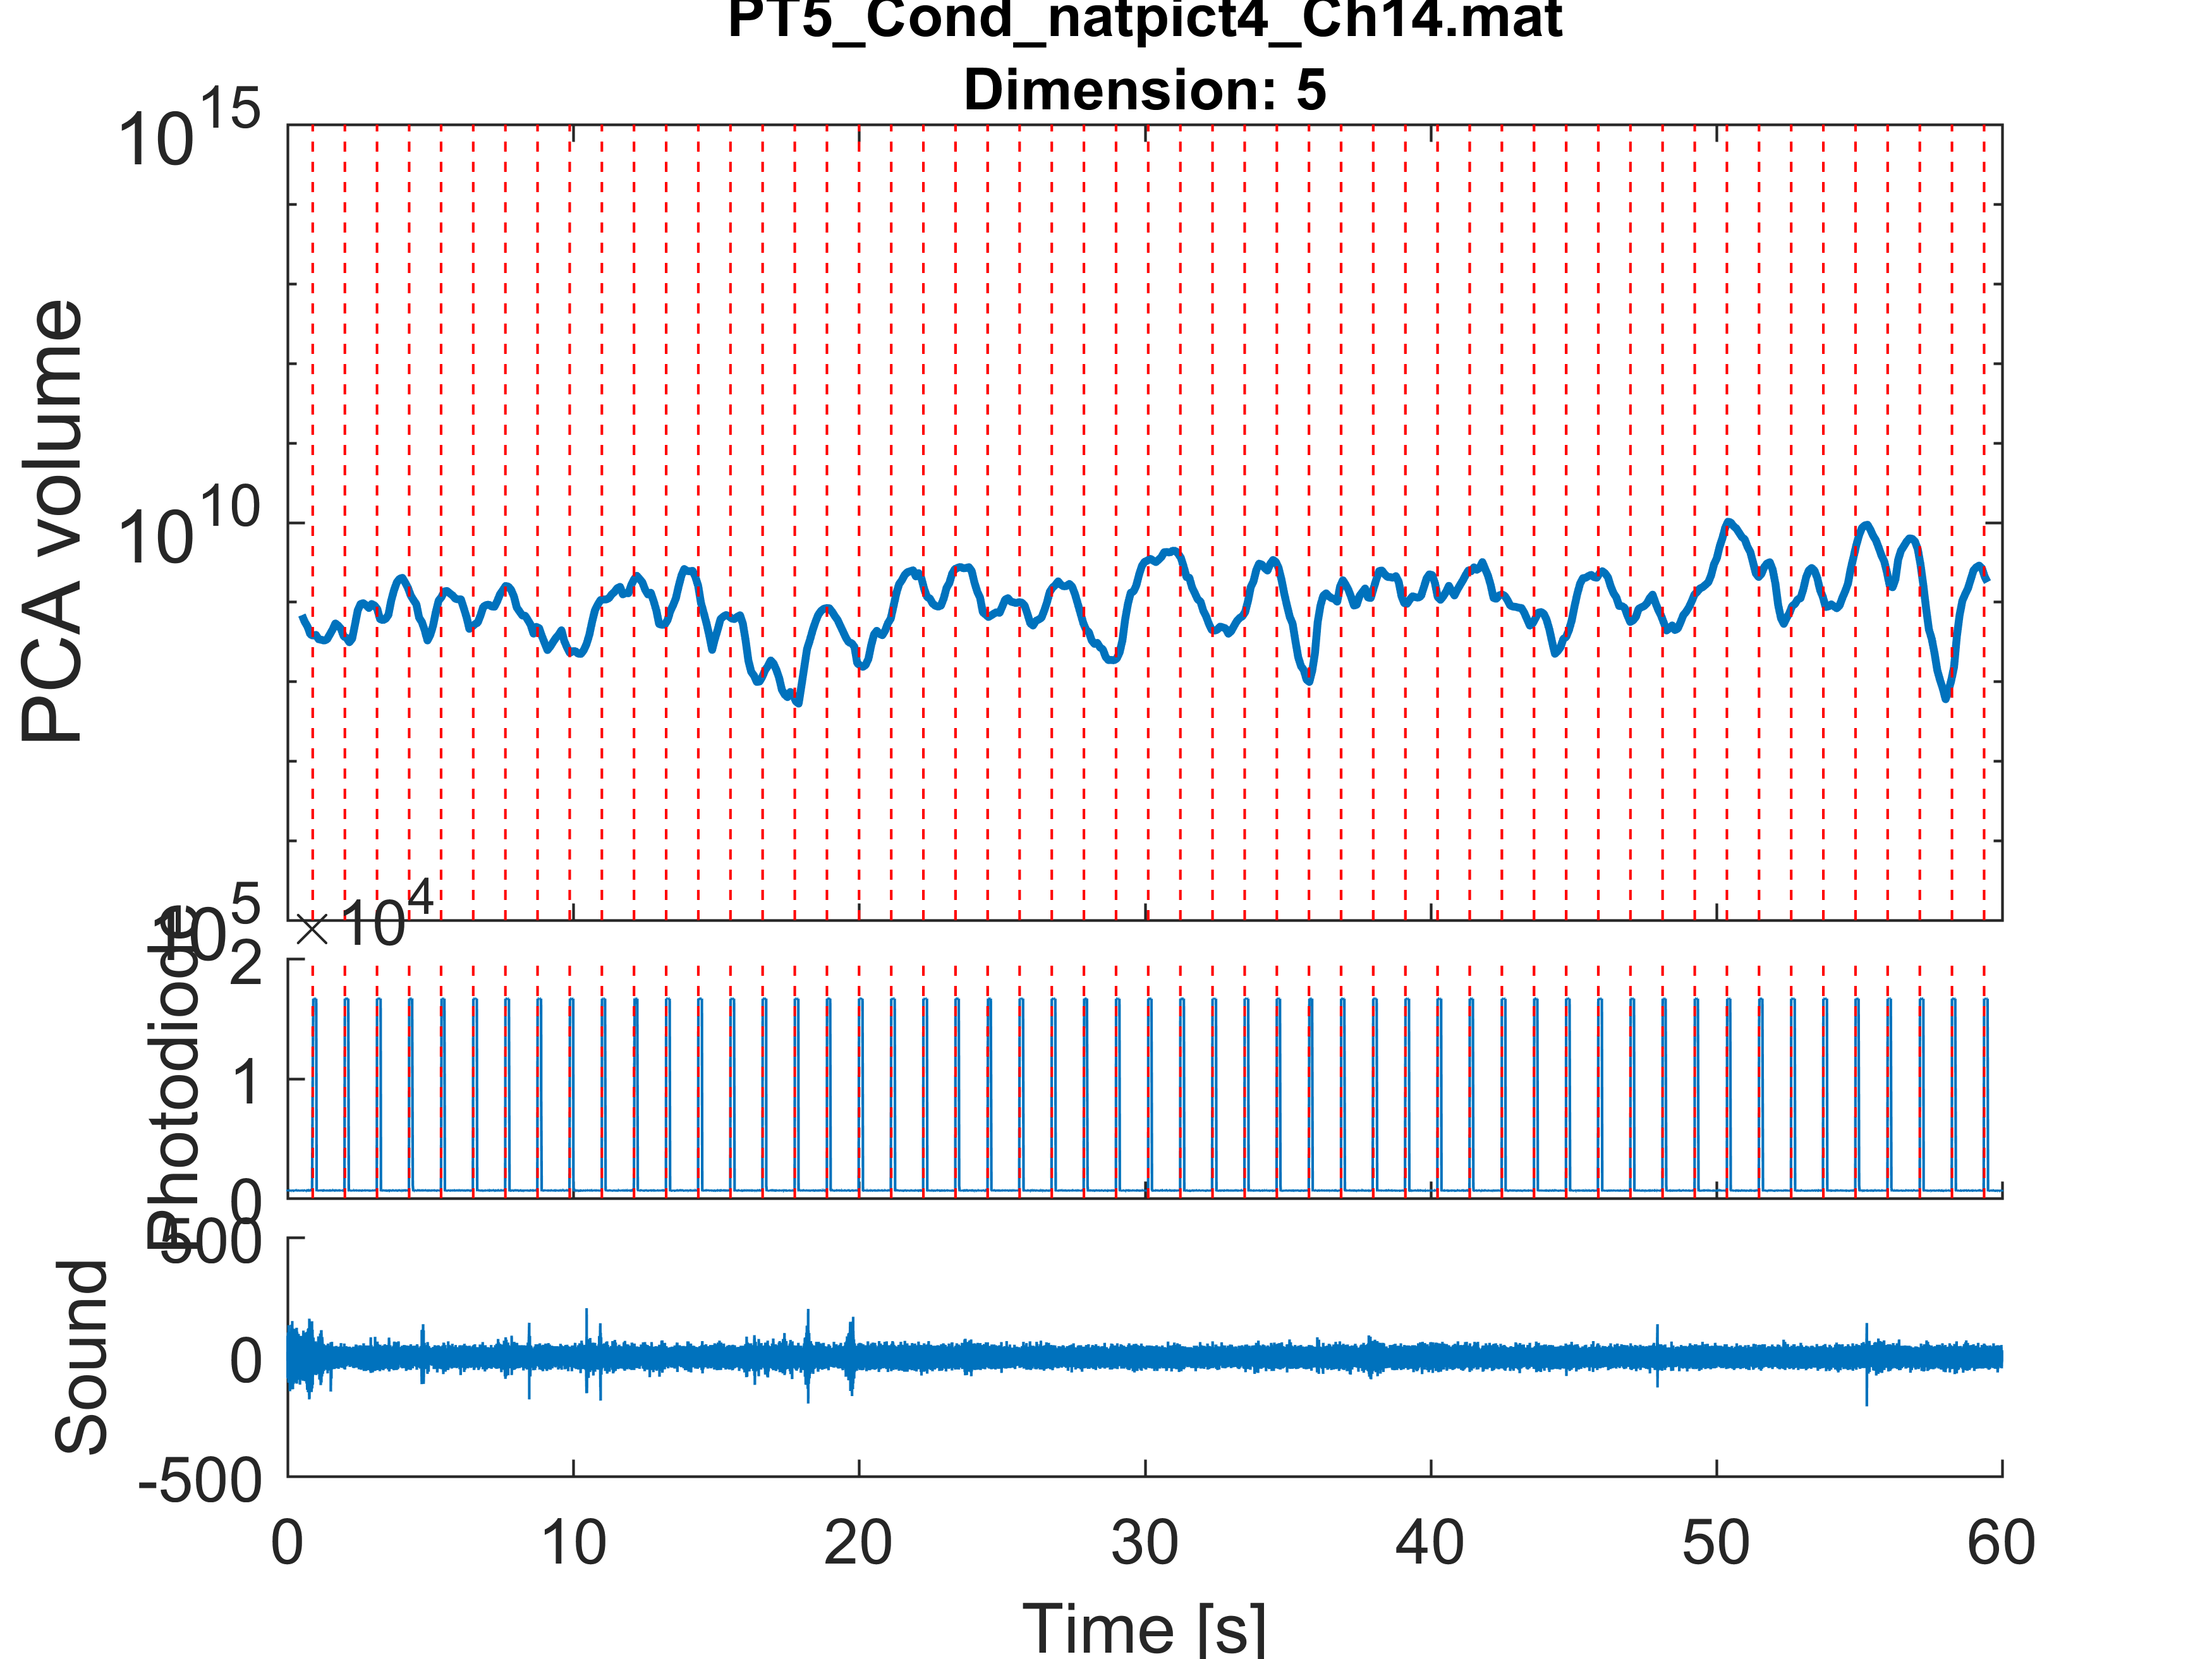 PT5_Cond_natpict4_Ch14.mat
Dimension: 5
PCA volume
10^15
10^10
10^5
×10^4
Photodiode
2
1
0
Sound
500
0
-500
0 10 20 30 40 50 60
Time [s]